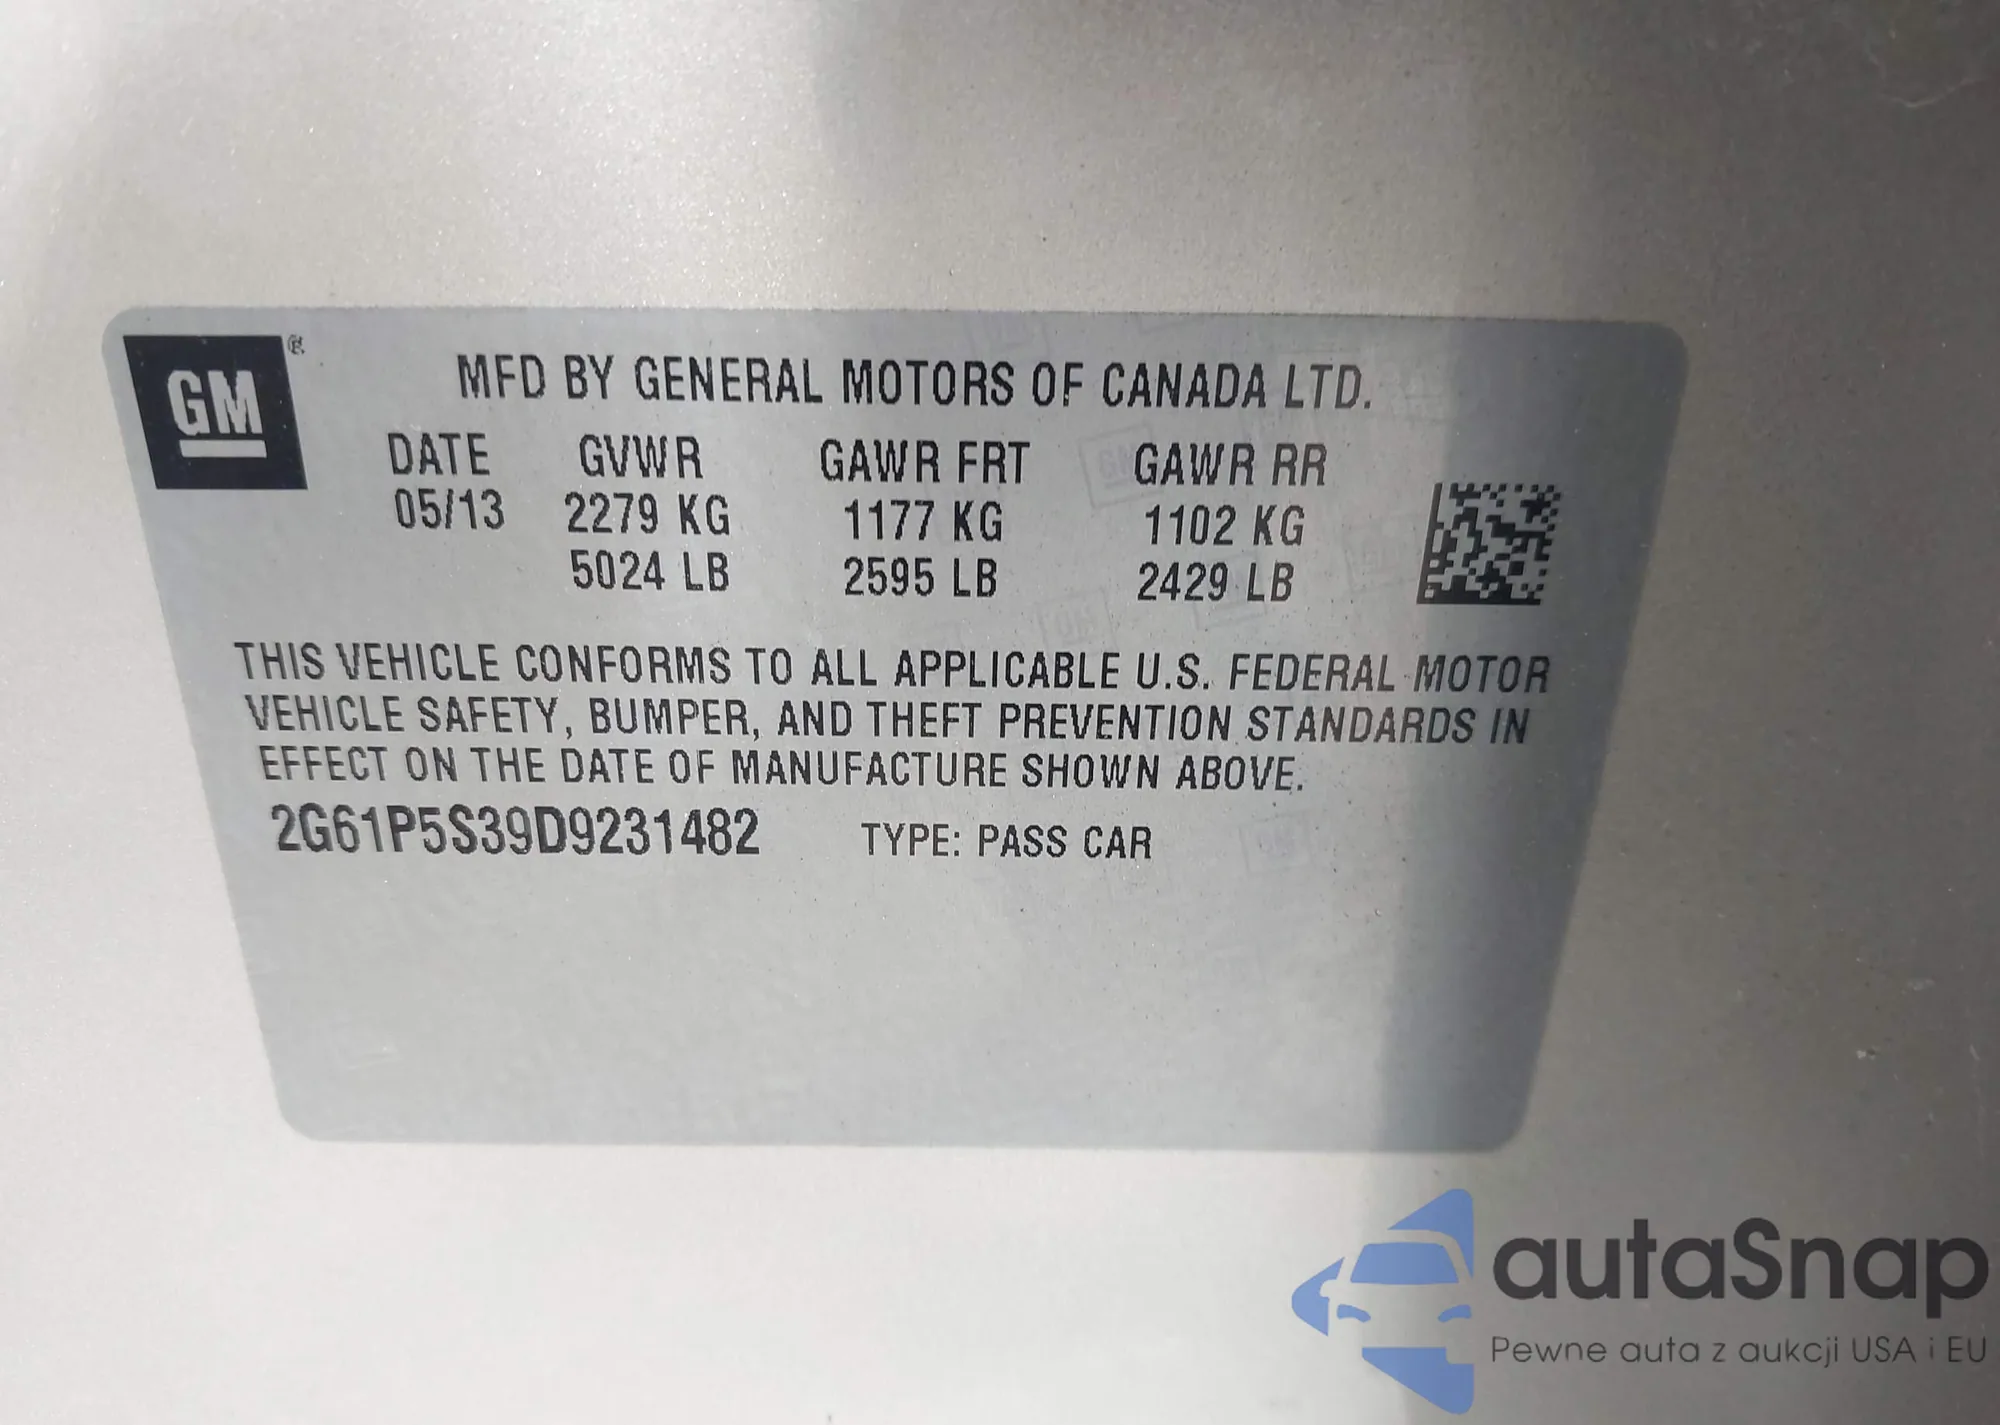 GM ®
MFD BY GENERAL MOTORS OF CANADA LTD.
DATE GVWR GAWR FRT GAWR RR
05/13 2279 KG 1177 KG 1102 KG
5024 LB 2595 LB 2429 LB
THIS VEHICLE CONFORMS TO ALL APPLICABLE U.S. FEDERAL MOTOR
VEHICLE SAFETY, BUMPER, AND THEFT PREVENTION STANDARDS IN
EFFECT ON THE DATE OF MANUFACTURE SHOWN ABOVE.
2G61P5S39D9231482 TYPE: PASS CAR
autaSnap
Pewne auta z aukcji USA i EU